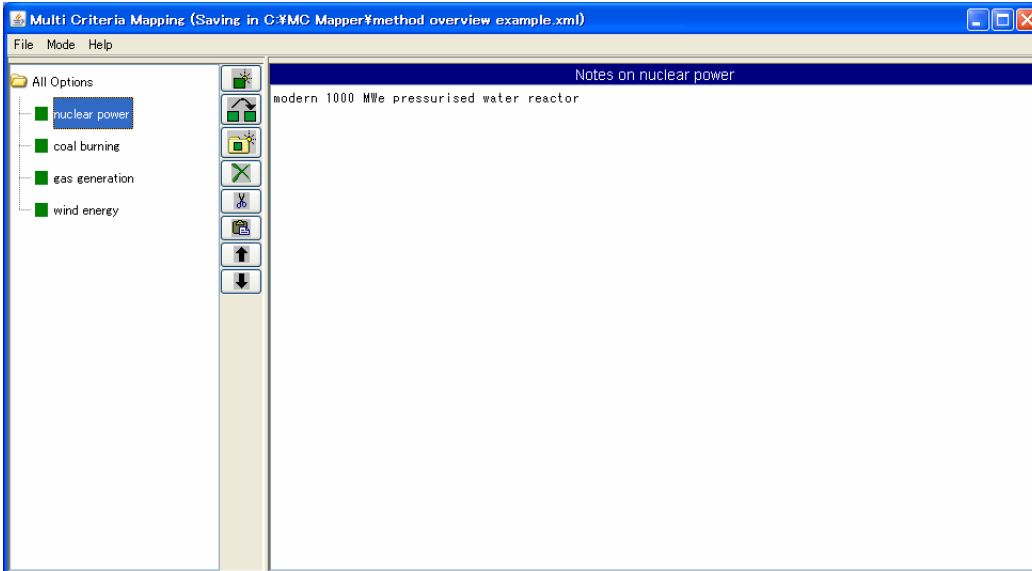 Multi Criteria Mapping (Saving in C:¥MC Mapper¥method overview example.xml)
File Mode Help
All Options
nuclear power
coal burning
gas generation
wind energy
Notes on nuclear power
modern 1000 MWe pressurised water reactor